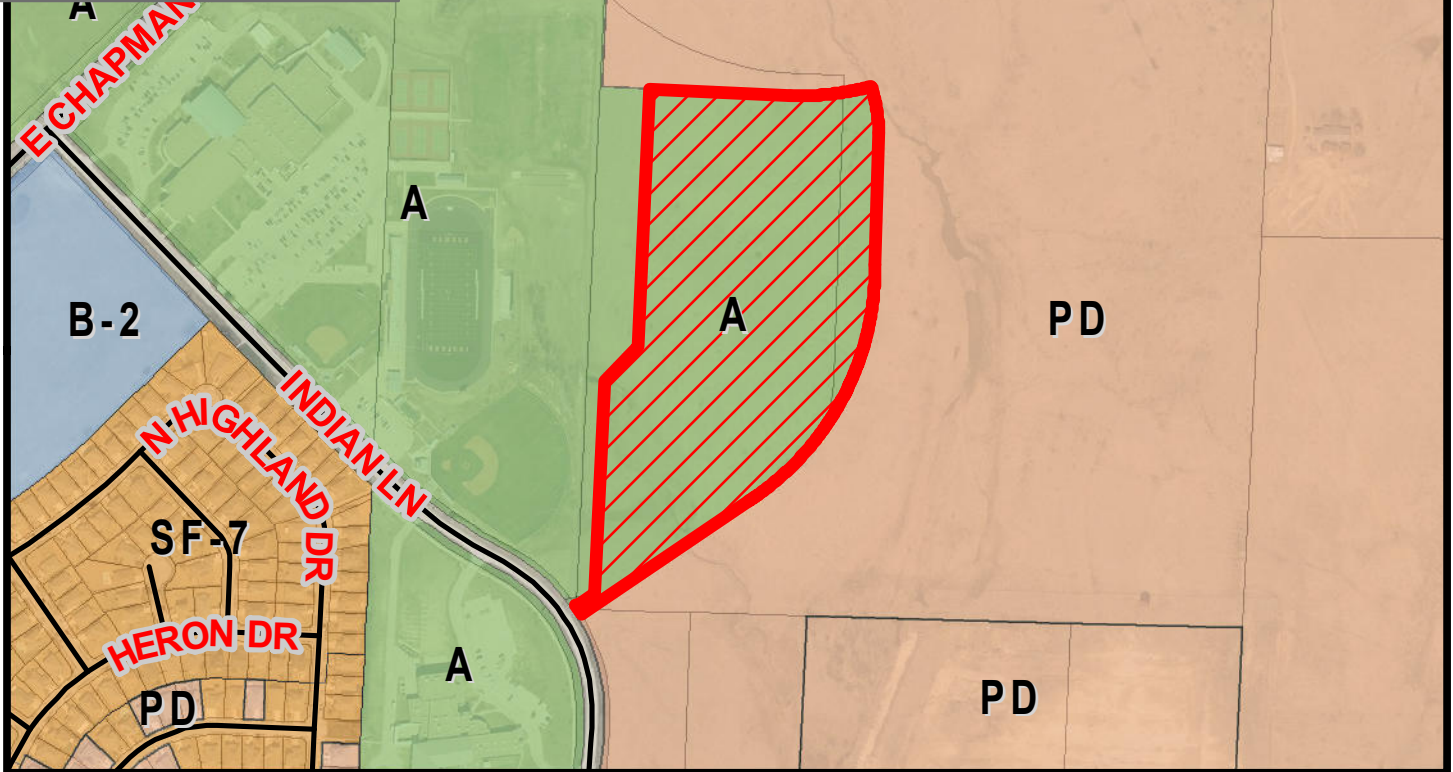 A
E CHAPMAN
A
B-2
A
PD
INDIAN LN
N HIGHLAND DR
SF-7
HERON DR
A
PD
PD